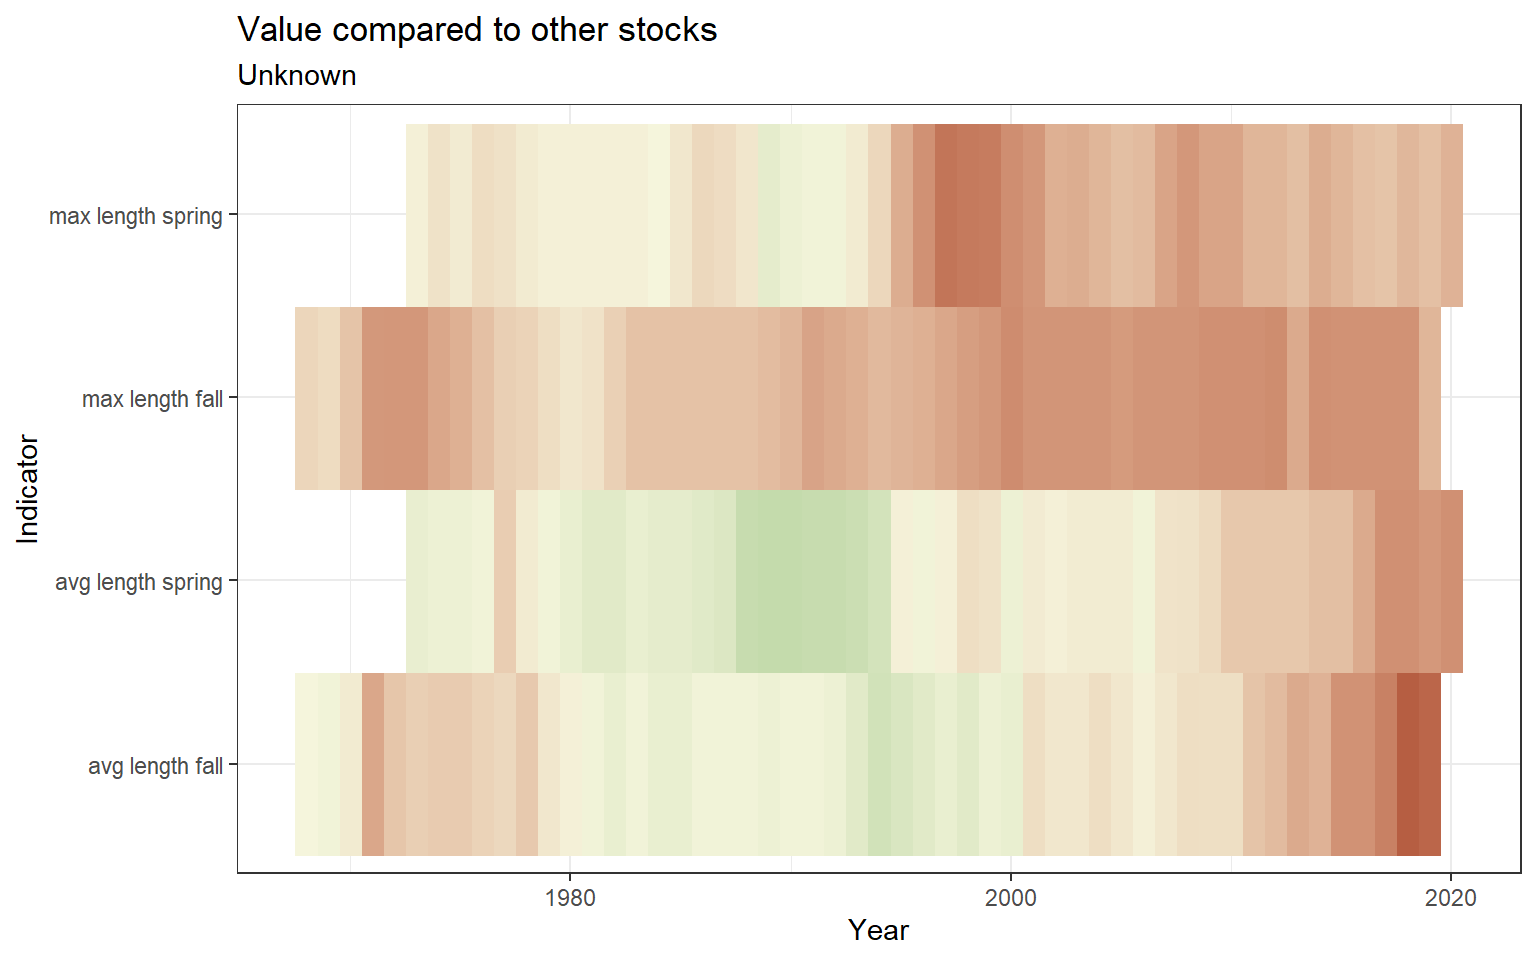 Value compared to other stocks
Unknown
max length spring
max length fall
avg length spring
avg length fall
Indicator
1980
2000
2020
Year